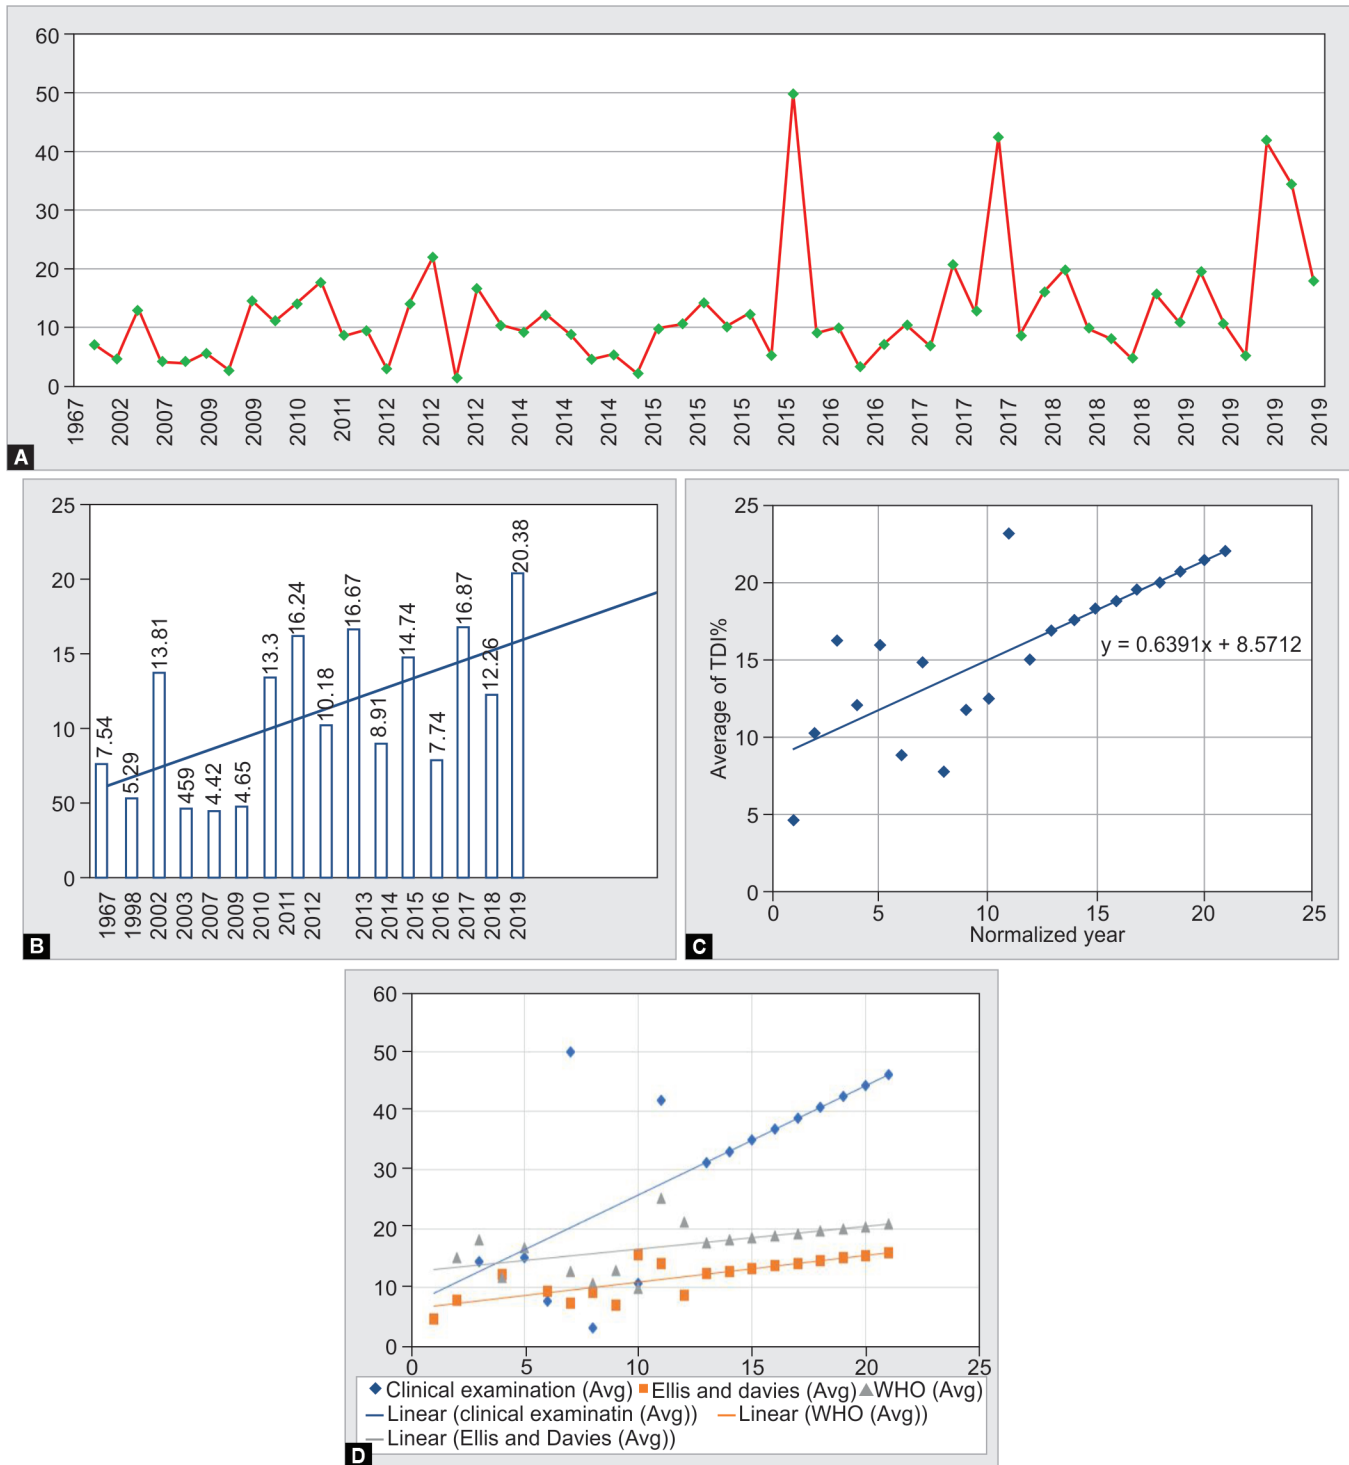 60
50
40
30
20
10
0
1967 2002 2007 2009 2009 2010 2011 2012 2012 2012 2014 2014 2014 2015 2015 2015 2015 2016 2016 2017 2017 2017 2018 2018 2018 2019 2019 2019 2019
A
25
20
15
10
50
0
7.54 5.29 13.81 459 4.42 4.65 13.3 16.24 10.18 16.67 8.91 14.74 7.74 16.87 12.26 20.38
1967 1998 2002 2003 2007 2009 2010 2011 2012 2013 2014 2015 2016 2017 2018 2019
B
Average of TDI%
25
20
15
10
5
0
y = 0.6391x + 8.5712
0 5 10 15 20 25
Normalized year
C
60
50
40
30
20
10
0
0 5 10 15 20 25
Clinical examination (Avg) Ellis and davies (Avg) WHO (Avg)
Linear (clinical examinatin (Avg)) Linear (WHO (Avg))
Linear (Ellis and Davies (Avg))
D